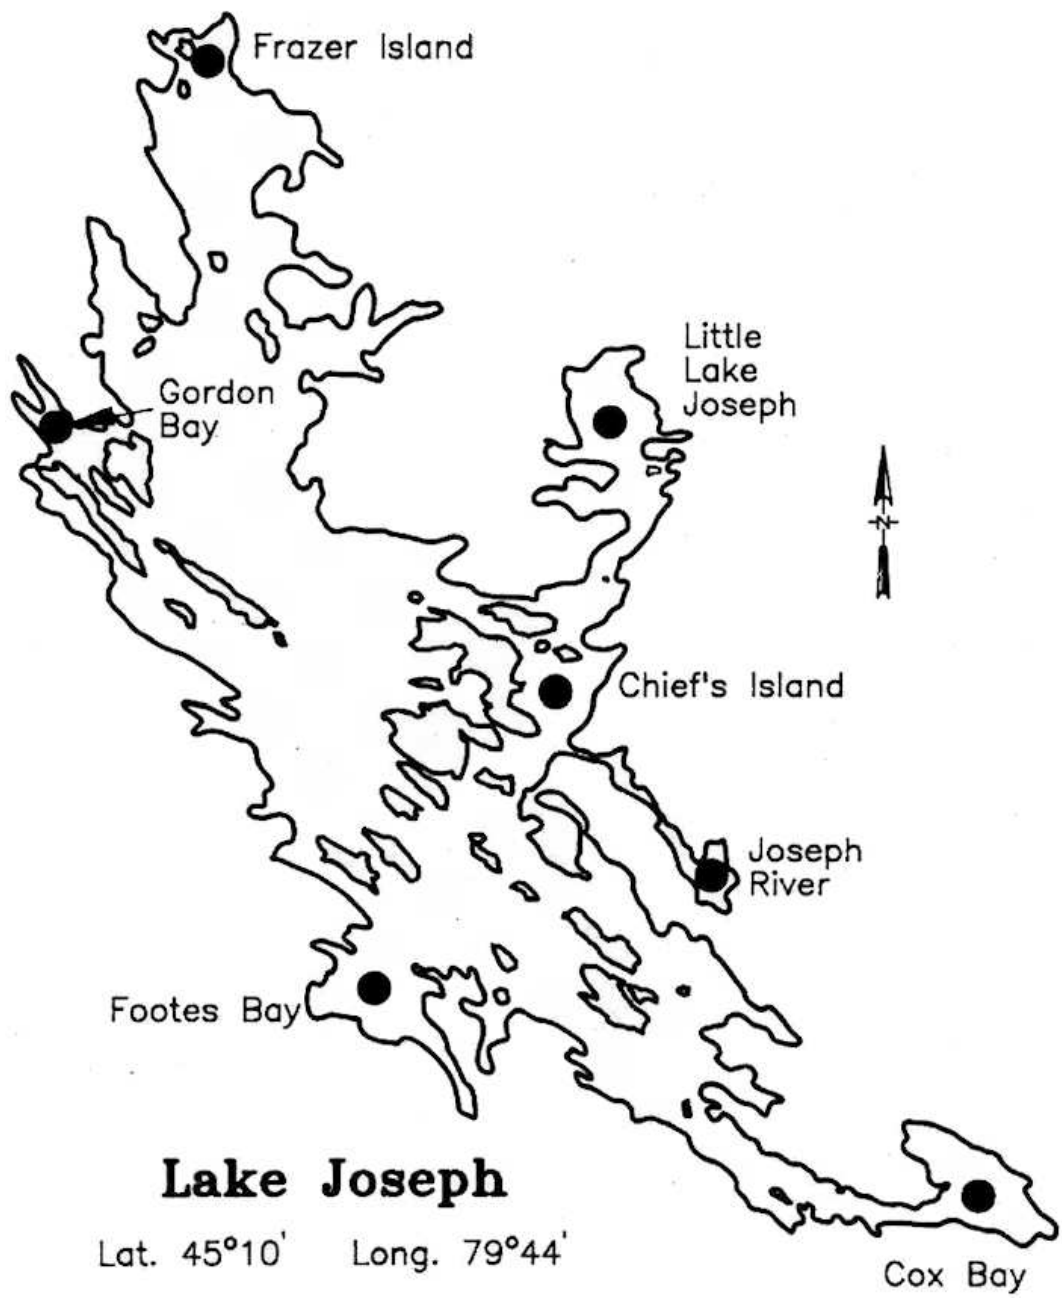 Frazer Island
Little
Lake
Joseph
Gordon
Bay
N
Chief's Island
Joseph
River
Footes Bay
Lake Joseph
Lat. 45°10' Long. 79°44'
Cox Bay